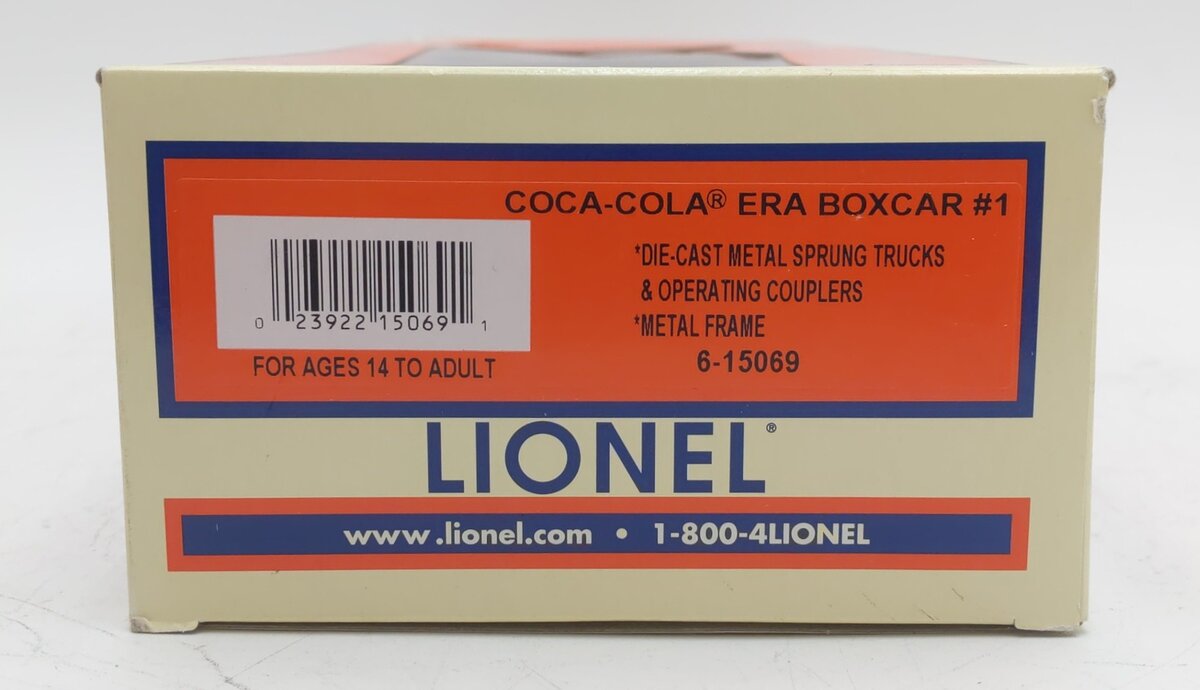 COCA-COLA® ERA BOXCAR #1
*DIE-CAST METAL SPRUNG TRUCKS
& OPERATING COUPLERS
*METAL FRAME
6-15069
0 23922 15069 1
FOR AGES 14 TO ADULT
LIONEL®
www.lionel.com • 1-800-4LIONEL